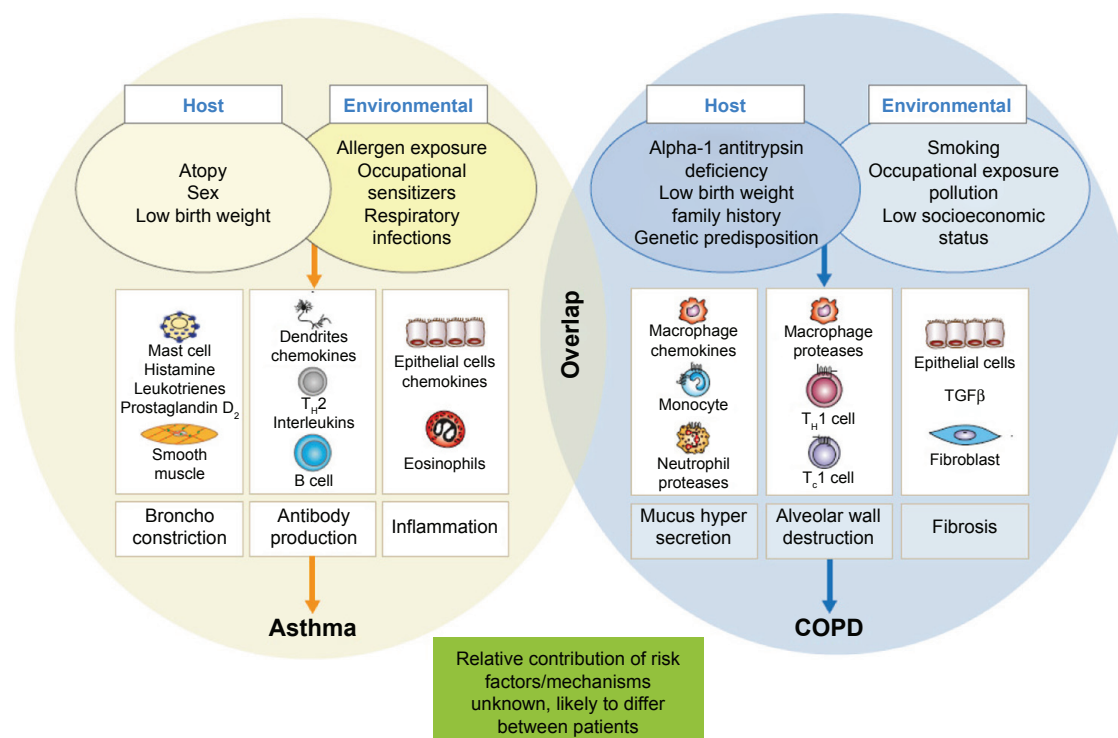 Host
Environmental
Atopy
Sex
Low birth weight
Allergen exposure
Occupational
sensitizers
Respiratory
infections
Mast cell
Histamine
Leukotrienes
Prostaglandin D₂
Smooth
muscle
Dendrites
chemokines
T_H2
Interleukins
B cell
Epithelial cells
chemokines
Eosinophils
Broncho
constriction
Antibody
production
Inflammation
Asthma
Overlap
Host
Environmental
Alpha-1 antitrypsin
deficiency
Low birth weight
family history
Genetic predisposition
Smoking
Occupational exposure
pollution
Low socioeconomic
status
Macrophage
chemokines
Monocyte
Neutrophil
proteases
Macrophage
proteases
T_H1 cell
T_c1 cell
Epithelial cells
TGFβ
Fibroblast
Mucus hyper
secretion
Alveolar wall
destruction
Fibrosis
COPD
Relative contribution of risk
factors/mechanisms
unknown, likely to differ
between patients